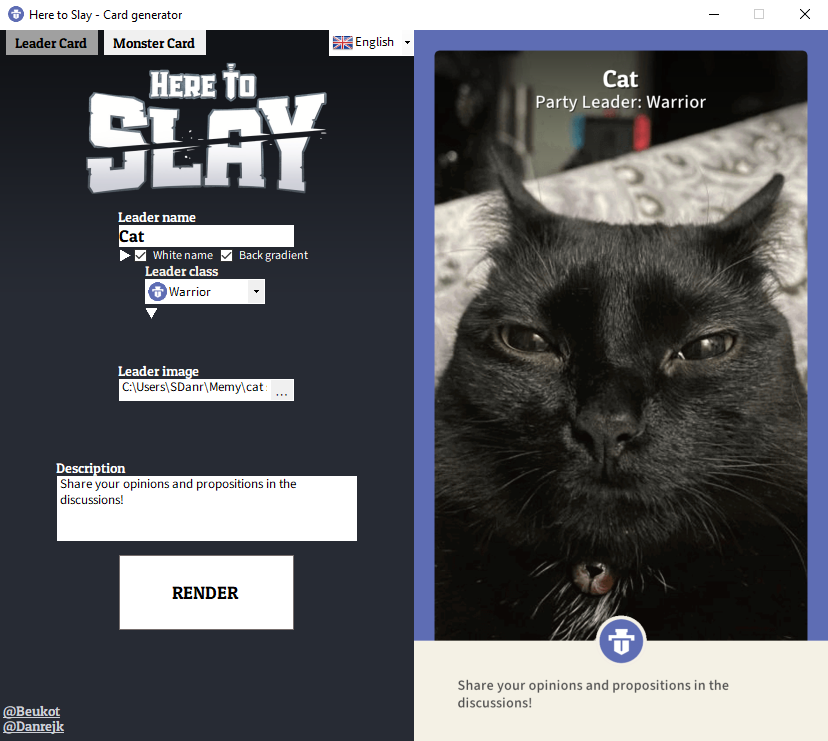 Here to Slay - Card generator
Leader Card
Monster Card
English
HERE TO
SLAY
Leader name
Cat
White name
Back gradient
Leader class
Warrior
Leader image
C:\Users\SDanr\Memy\cat
...
Description
Share your opinions and propositions in the
discussions!
RENDER
@Beukot
@Danrejk
Cat
Party Leader: Warrior
Share your opinions and propositions in the
discussions!